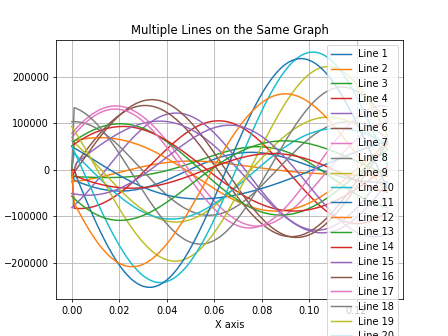 Multiple Lines on the Same Graph
200000
100000
0
−100000
−200000
0.00 0.02 0.04 0.06 0.08 0.10
X axis
Line 1
Line 2
Line 3
Line 4
Line 5
Line 6
Line 7
Line 8
Line 9
Line 10
Line 11
Line 12
Line 13
Line 14
Line 15
Line 16
Line 17
Line 18
Line 19
Line 20